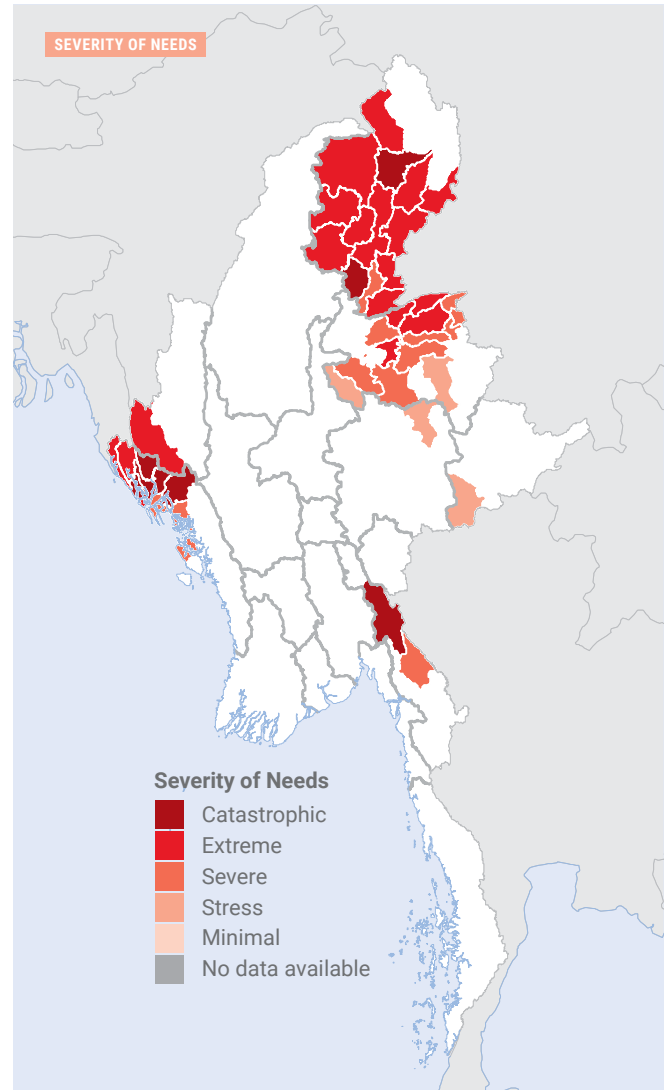 SEVERITY OF NEEDS
Severity of Needs
Catastrophic
Extreme
Severe
Stress
Minimal
No data available